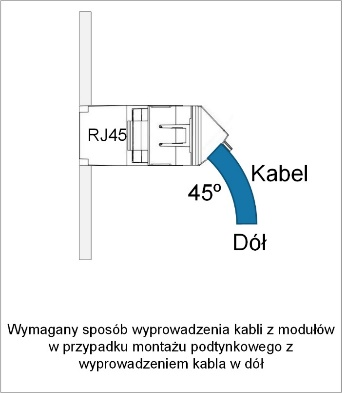 RJ45
Kabel
45º
Dół
Wymagany sposób wyprowadzenia kabli z modułów
w przypadku montażu podtynkowego z
wyprowadzeniem kabla w dół